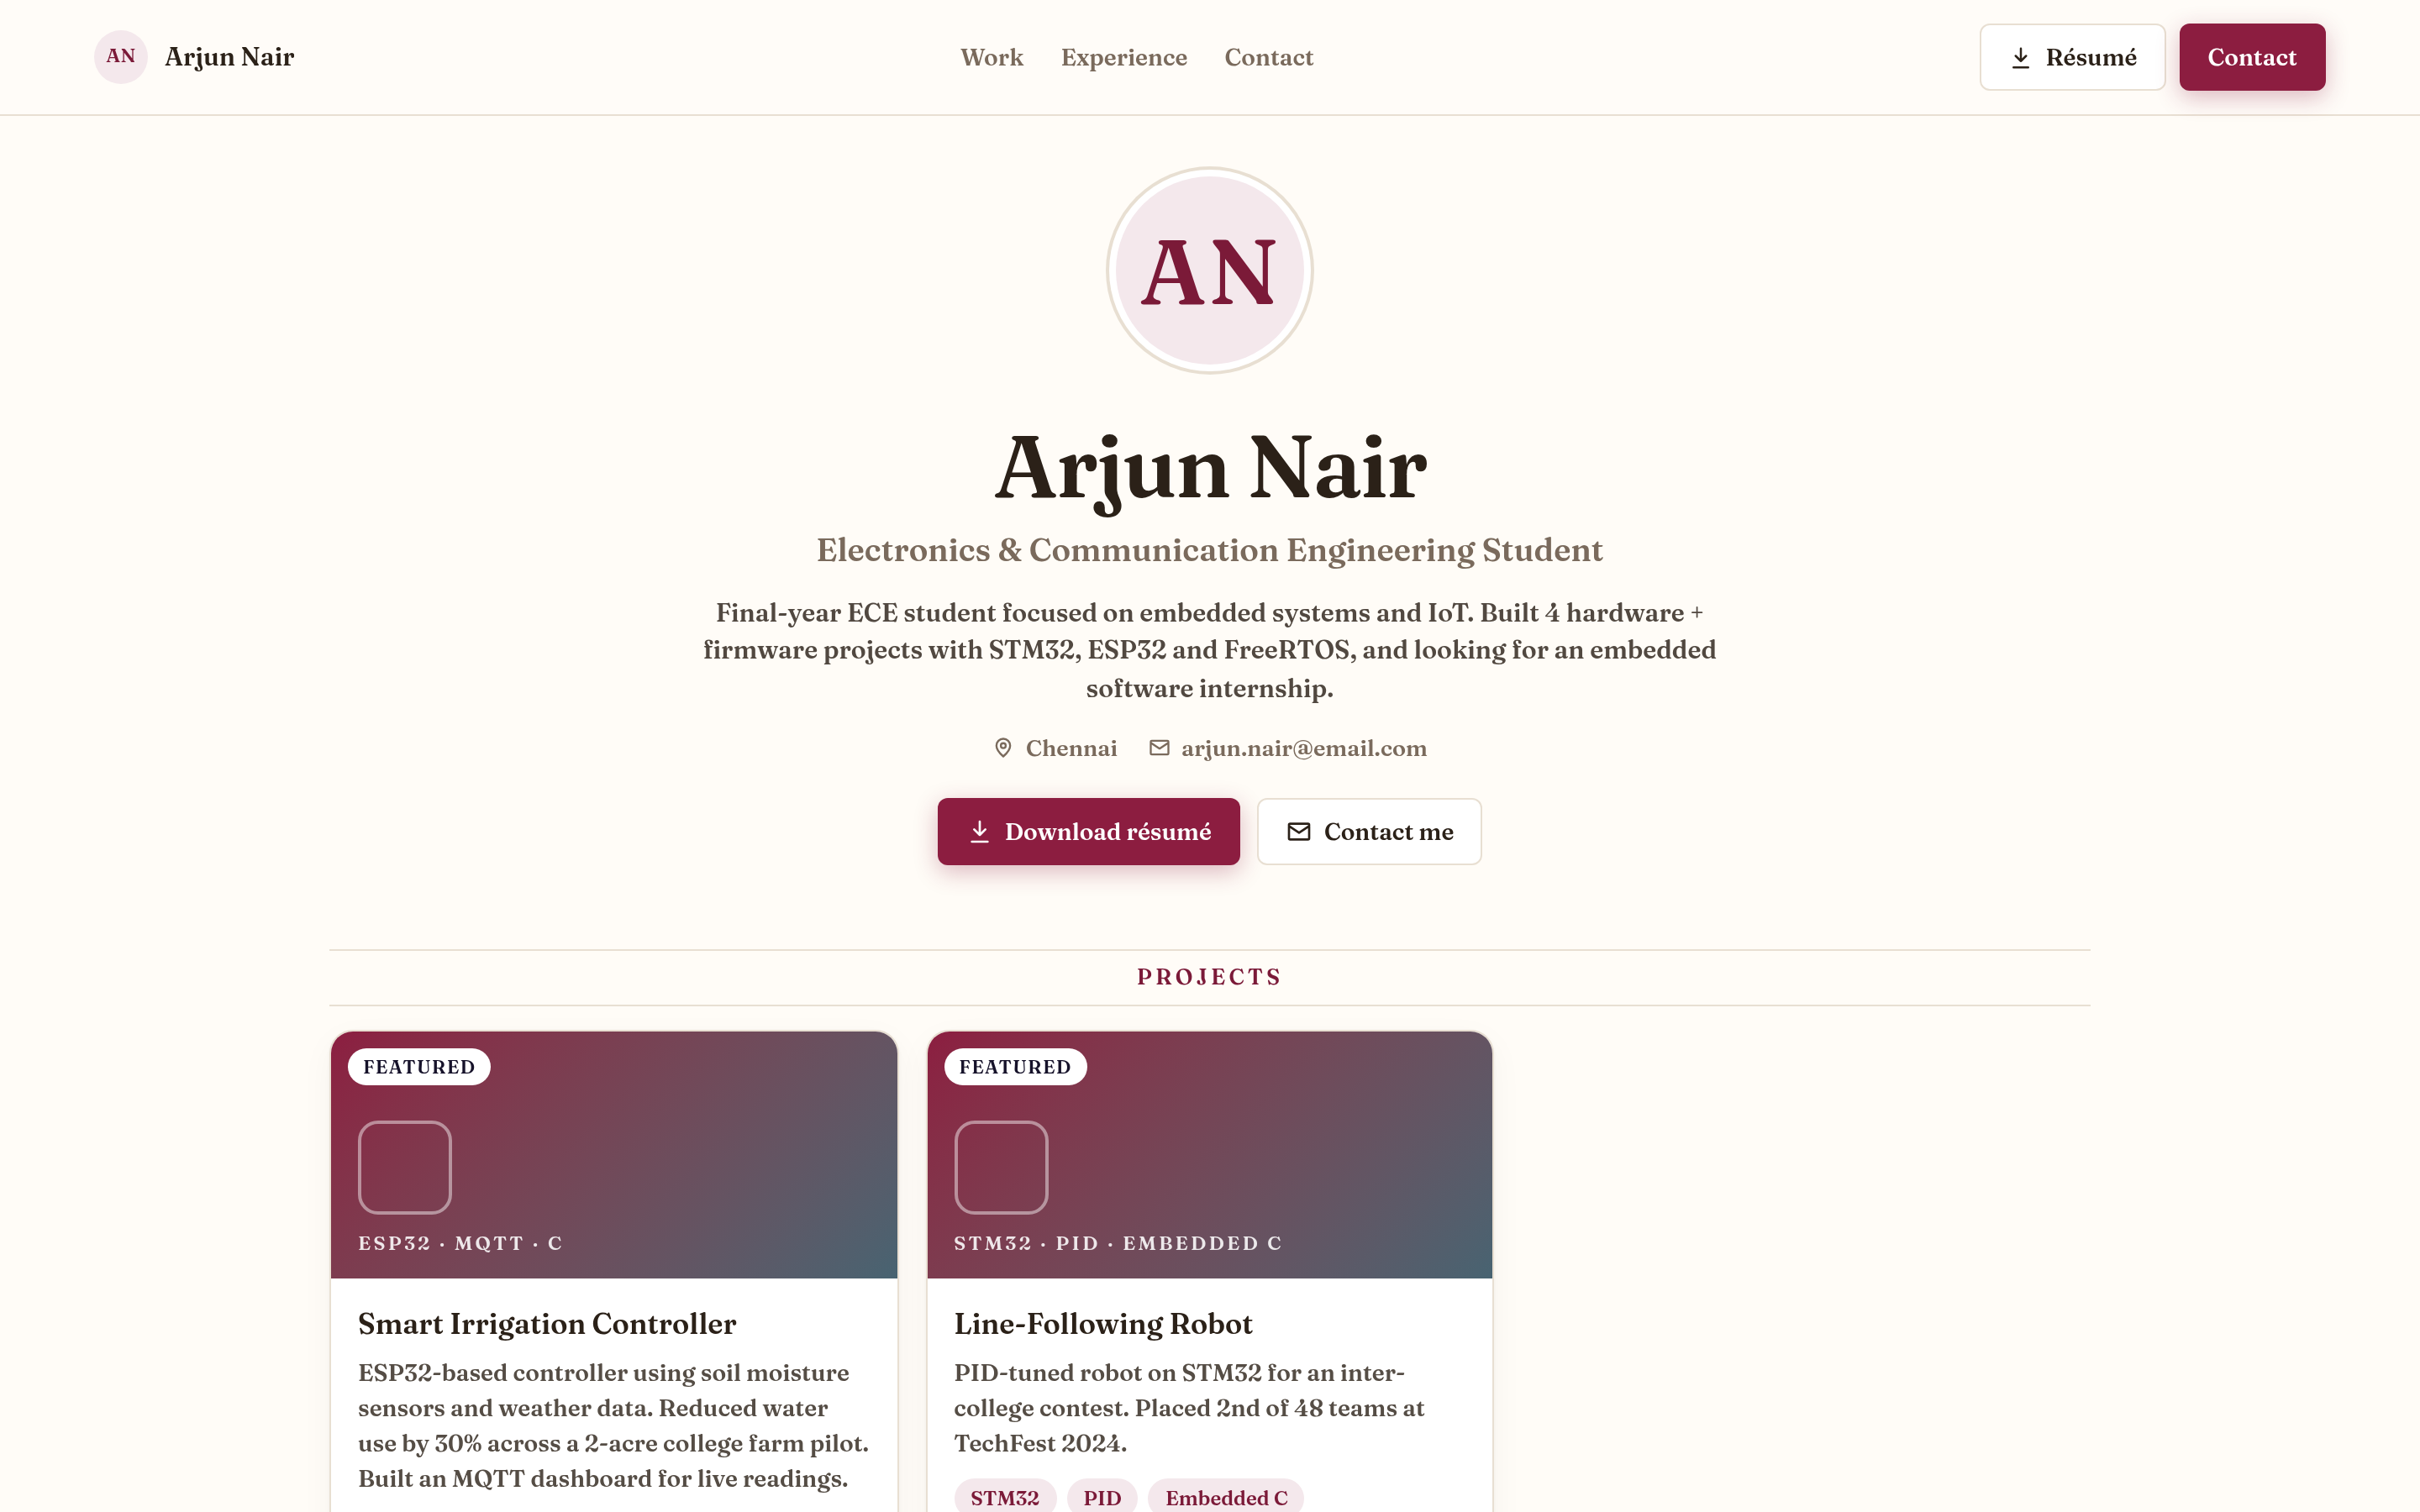 AN
Arjun Nair
Work
Experience
Contact
Résumé
Contact
AN
Arjun Nair
Electronics & Communication Engineering Student
Final-year ECE student focused on embedded systems and IoT. Built 4 hardware +
firmware projects with STM32, ESP32 and FreeRTOS, and looking for an embedded
software internship.
Chennai
arjun.nair@email.com
Download résumé
Contact me
PROJECTS
FEATURED
ESP32 · MQTT · C
Smart Irrigation Controller
ESP32-based controller using soil moisture
sensors and weather data. Reduced water
use by 30% across a 2-acre college farm pilot.
Built an MQTT dashboard for live readings.
FEATURED
STM32 · PID · EMBEDDED C
Line-Following Robot
PID-tuned robot on STM32 for an inter-
college contest. Placed 2nd of 48 teams at
TechFest 2024.
STM32
PID
Embedded C